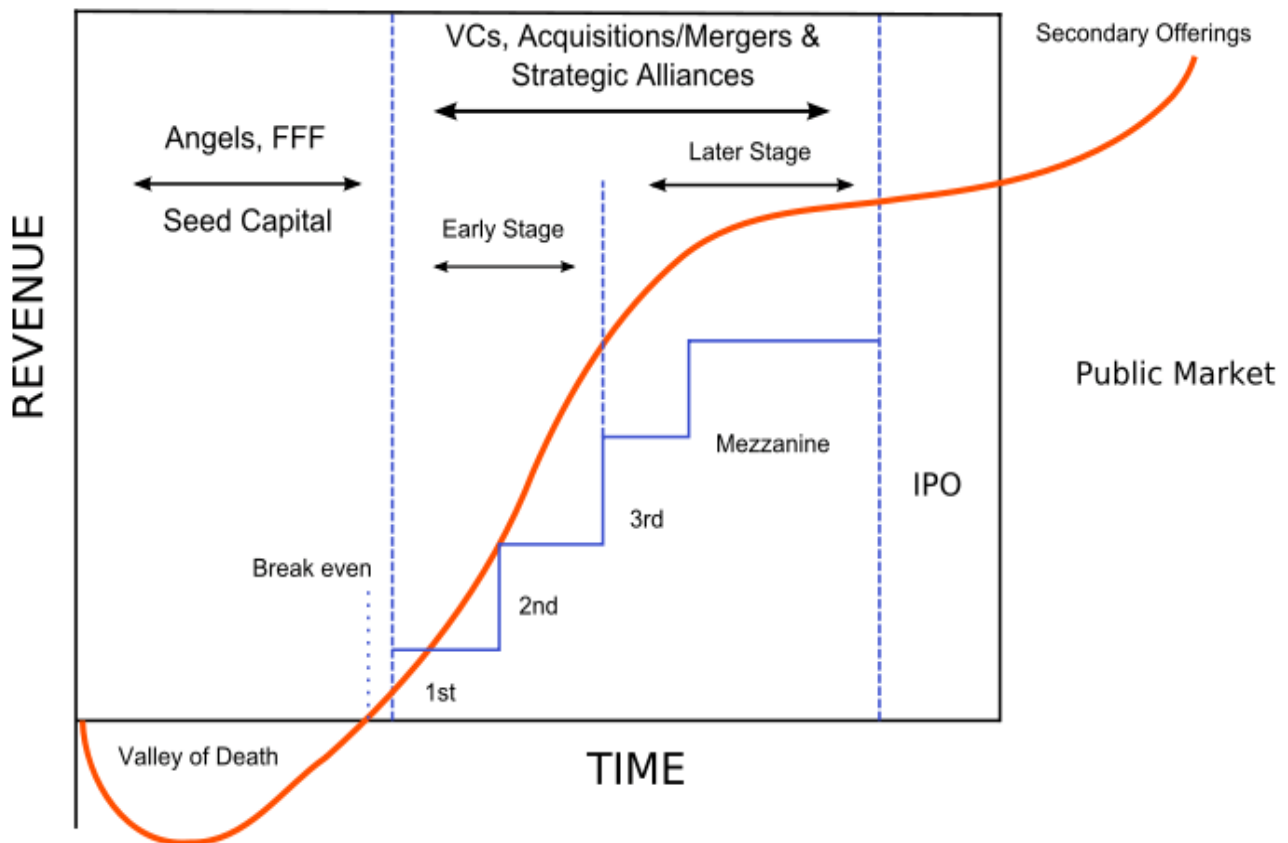 VCs, Acquisitions/Mergers &
Strategic Alliances
Secondary Offerings
Angels, FFF
Seed Capital
Later Stage
Early Stage
REVENUE
Public Market
Mezzanine
IPO
3rd
Break even
2nd
1st
Valley of Death
TIME